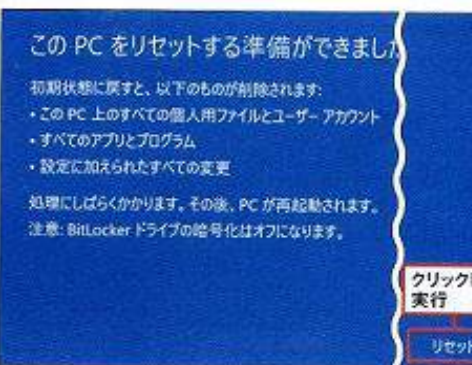 この PC をリセットする準備ができまし
初期状態に戻すと、以下のものが削除されます:
• この PC 上のすべての個人用ファイルとユーザー アカウント
• すべてのアプリとプログラム
• 設定に加えられたすべての変更
処理にしばらくかかります。その後、PC が再起動されます。
注意: BitLocker ドライブの暗号化はオフになります。
クリック
実行
リセット